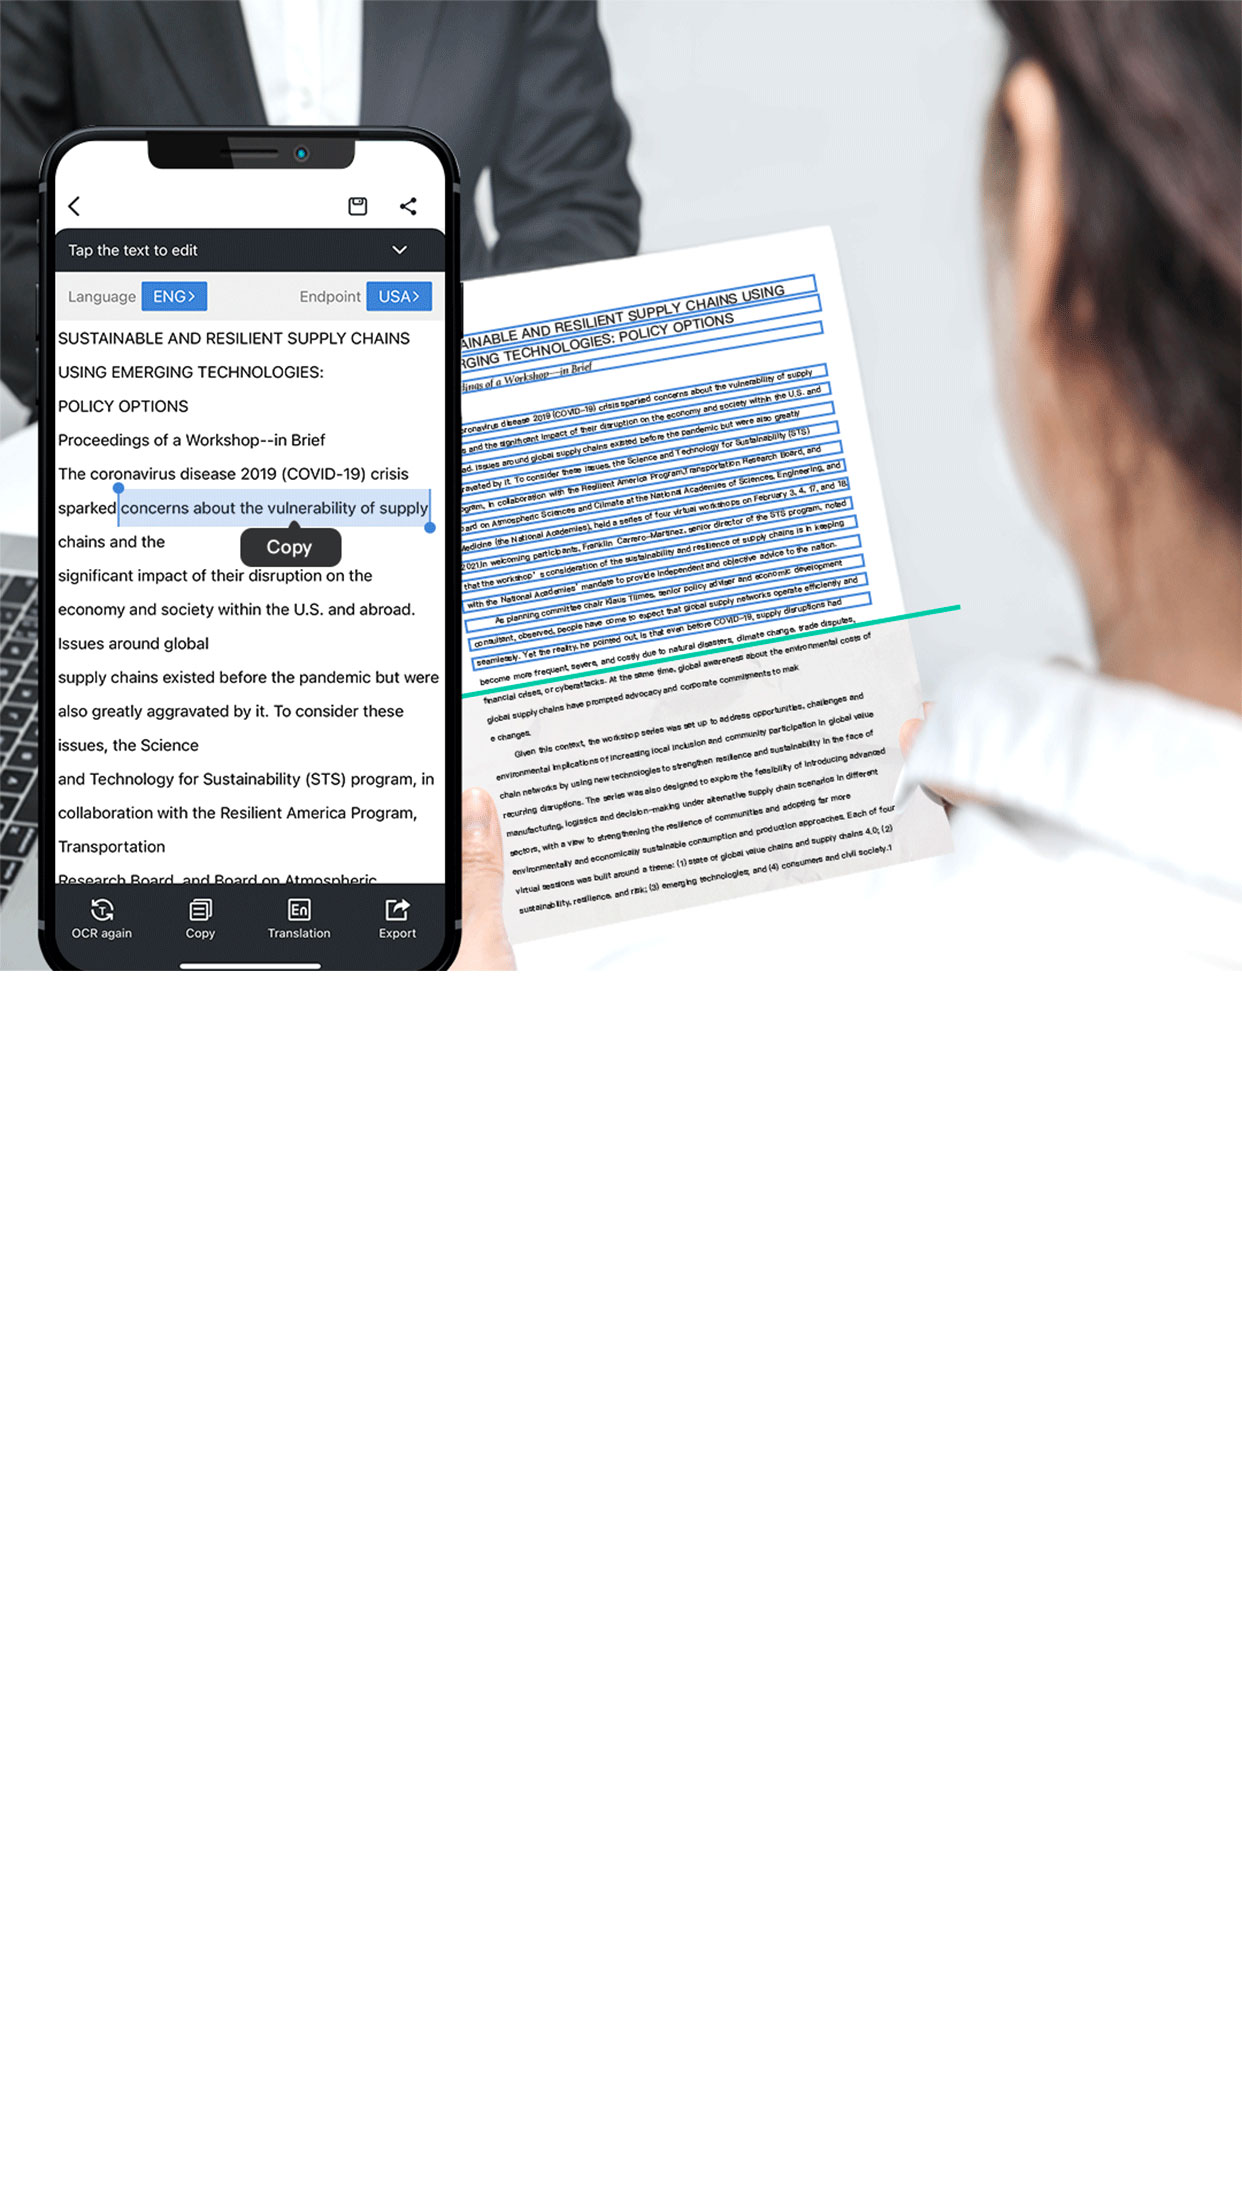 Tap the text to edit
Language ENG> Endpoint USA>
SUSTAINABLE AND RESILIENT SUPPLY CHAINS
USING EMERGING TECHNOLOGIES:
POLICY OPTIONS
Proceedings of a Workshop--in Brief
The coronavirus disease 2019 (COVID-19) crisis
sparked concerns about the vulnerability of supply
Copy
chains and the
significant impact of their disruption on the
economy and society within the U.S. and abroad.
Issues around global
supply chains existed before the pandemic but were
also greatly aggravated by it. To consider these
issues, the Science
and Technology for Sustainability (STS) program, in
collaboration with the Resilient America Program,
Transportation
Research Board, and Board on Atmospheric
OCR again Copy En Translation Export
AINABLE AND RESILIENT SUPPLY CHAINS USING
RGING TECHNOLOGIES: POLICY OPTIONS
dings of a Workshop—in Brief
oronavirus disease 2019 (COVID-19) crisis sparked concerns about the vulnerability of supply
s and the significant impact of their disruption on the economy and society within the U.S. and
ad. Issues around global supply chains existed before the pandemic but were also greatly
ravated by it. To consider these issues, the Science and Technology for Sustainability (STS)
ogram, in collaboration with the Resilient America Program,Transportation Research Board, and
oard on Atmospheric Sciences and Climate at the National Academies of Sciences, Engineering, and
Medicine (the National Academies), held a series of four virtual workshops on February 3, 4, 17, and 18,
2021.In welcoming participants, Franklin Carrero-Martinez, senior director of the STS program, noted
that the workshop's consideration of the sustainability and resilience of supply chains is in keeping
with the National Academies' mandate to provide independent and objective advice to the nation.
As planning committee chair Klaus Tilmes, senior policy adviser and economic development
consultant, observed, people have come to expect that global supply networks operate efficiently and
seamlessly. Yet the reality, he pointed out, is that even before COVID-19, supply disruptions had
become more frequent, severe, and costly due to natural disasters, climate change, trade disputes,
financial crises, or cyberattacks. At the same time, global awareness about the environmental costs of
global supply chains have prompted advocacy and corporate commitments to mak
e changes.
Given this context, the workshop series was set up to address opportunities, challenges and
environmental implications of increasing local inclusion and community participation in global value
chain networks by using new technologies to strengthen resilience and sustainability in the face of
recurring disruptions. The series was also designed to explore the feasibility of introducing advanced
manufacturing, logistics and decision-making under alternative supply chain scenarios in different
sectors, with a view to strengthening the resilience of communities and adopting far more
environmentally and economically sustainable consumption and production approaches. Each of four
virtual sessions was built around a theme: (1) state of global value chains and supply chains 4.0; (2)
sustainability, resilience, and risk; (3) emerging technologies; and (4) consumers and civil society.1